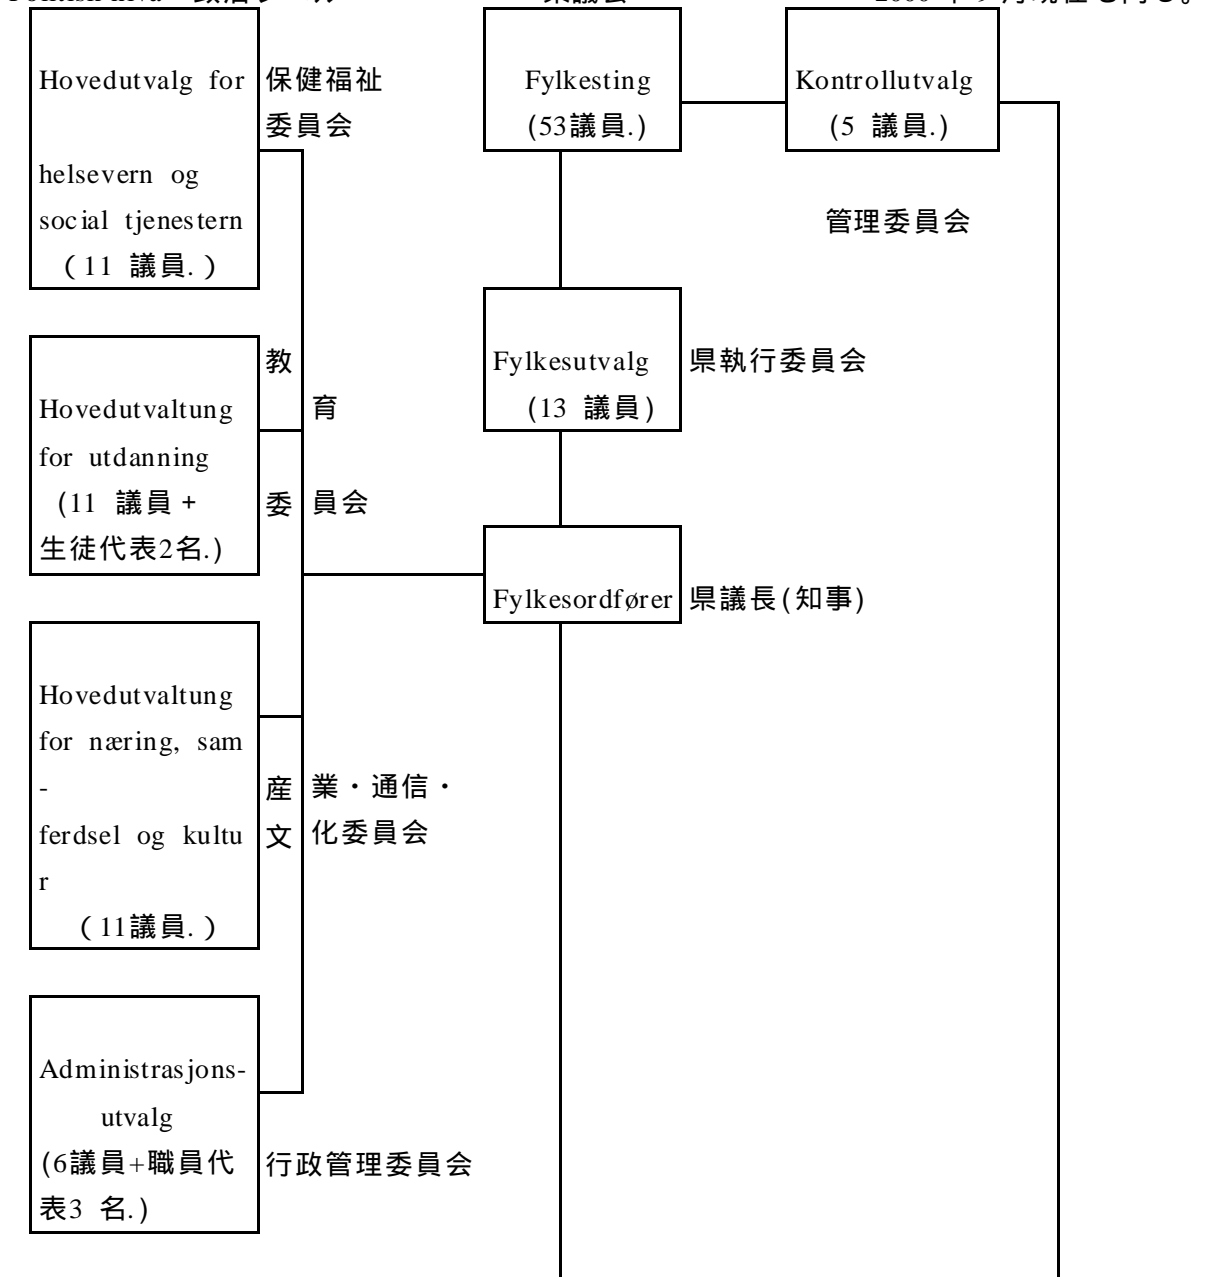 Hovedutvalg for
helsevern og
social tjenestern
(11 議員.)
保健福祉
委員会
Fylkesting
(53議員.)
Kontrollutvalg
(5 議員.)
管理委員会
Hovedutvaltung
for utdanning
(11 議員 +
生徒代表2名.)
教育
委員会
Fylkesutvalg
(13 議員)
県執行委員会
Fylkesordfører
県議長(知事)
Hovedutvaltung
for næring, sam
-
ferdsel og kultu
r
(11議員.)
産業・通信・
文化委員会
Administrasjons-
utvalg
(6議員+職員代
表3 名.)
行政管理委員会